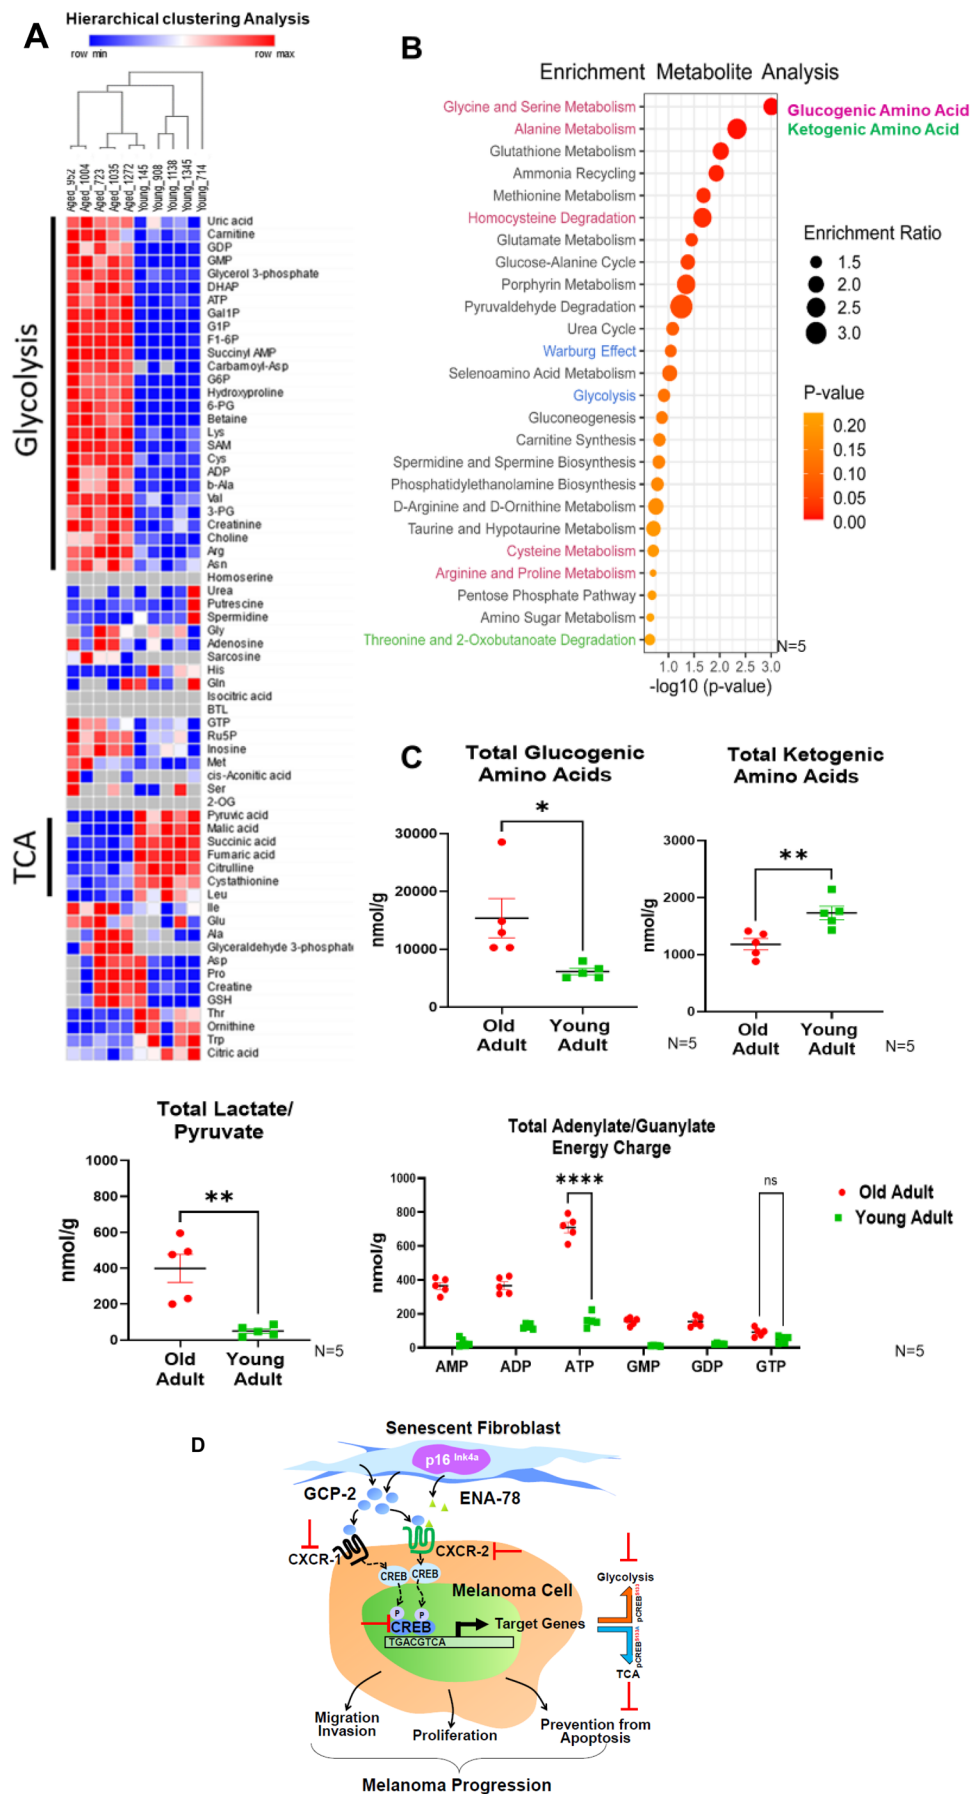 A
Hierarchical clustering Analysis
row min
row max
Aged_952
Aged_1004
Aged_723
Aged_1035
Aged_1272
Young_145
Young_908
Young_1138
Young_1345
Young_714
Glycolysis
TCA
Uric acid
Carnitine
GDP
GMP
Glycerol 3-phosphate
DHAP
ATP
Gal1P
G1P
F1-6P
Succinyl AMP
Carbamoyl-Asp
G6P
Hydroxyproline
6-PG
Betaine
Lys
SAM
Cys
ADP
b-Ala
Val
3-PG
Creatinine
Choline
Arg
Asn
Homoserine
Urea
Putrescine
Spermidine
Gly
Adenosine
Sarcosine
His
Gln
Isocitric acid
BTL
GTP
Ru5P
Inosine
Met
cis-Aconitic acid
Ser
2-OG
Pyruvic acid
Malic acid
Succinic acid
Fumaric acid
Citrulline
Cystathionine
Leu
Ile
Glu
Ala
Glyceraldehyde 3-phosphat
Asp
Pro
Creatine
GSH
Thr
Ornithine
Trp
Citric acid
B
Enrichment Metabolite Analysis
Glycine and Serine Metabolism
Alanine Metabolism
Glutathione Metabolism
Ammonia Recycling
Methionine Metabolism
Homocysteine Degradation
Glutamate Metabolism
Glucose-Alanine Cycle
Porphyrin Metabolism
Pyruvaldehyde Degradation
Urea Cycle
Warburg Effect
Selenoamino Acid Metabolism
Glycolysis
Gluconeogenesis
Carnitine Synthesis
Spermidine and Spermine Biosynthesis
Phosphatidylethanolamine Biosynthesis
D-Arginine and D-Ornithine Metabolism
Taurine and Hypotaurine Metabolism
Cysteine Metabolism
Arginine and Proline Metabolism
Pentose Phosphate Pathway
Amino Sugar Metabolism
Threonine and 2-Oxobutanoate Degradation
1.0 1.5 2.0 2.5 3.0
-log10 (p-value)
N=5
Glucogenic Amino Acid
Ketogenic Amino Acid
Enrichment Ratio
1.5
2.0
2.5
3.0
P-value
0.20
0.15
0.10
0.05
0.00
C
Total Glucogenic
Amino Acids
*
nmol/g
30000
20000
10000
0
Old
Adult
Young
Adult
N=5
Total Ketogenic
Amino Acids
**
nmol/g
3000
2000
1000
0
Old
Adult
Young
Adult
N=5
Total Lactate/
Pyruvate
**
nmol/g
1000
800
600
400
200
0
Old
Adult
Young
Adult
N=5
Total Adenylate/Guanylate
Energy Charge
****
ns
nmol/g
1000
800
600
400
200
0
AMP ADP ATP GMP GDP GTP
Old Adult
Young Adult
N=5
D
Senescent Fibroblast
p16 Ink4a
GCP-2
ENA-78
CXCR-1
CXCR-2
CREB CREB
Melanoma Cell
P P
CREB
TGACGTCA
Target Genes
Glycolysis
pCREB S133
pCREB S133A
TCA
Migration
Invasion
Proliferation
Prevention from
Apoptosis
Melanoma Progression